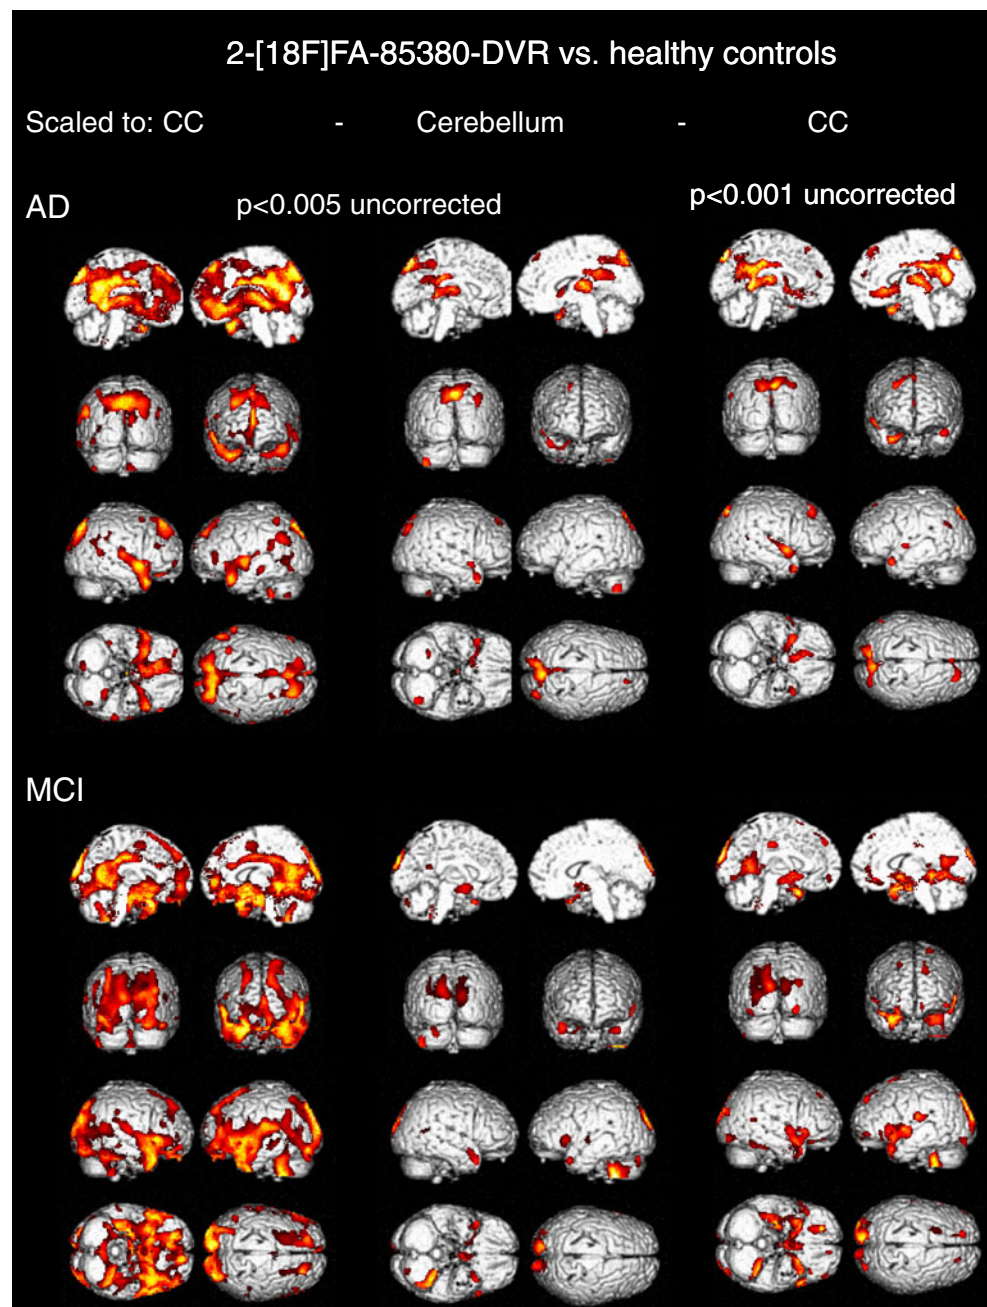 2-[18F]FA-85380-DVR vs. healthy controls
Scaled to: CC - Cerebellum - CC
AD p<0.005 uncorrected p<0.001 uncorrected
MCI